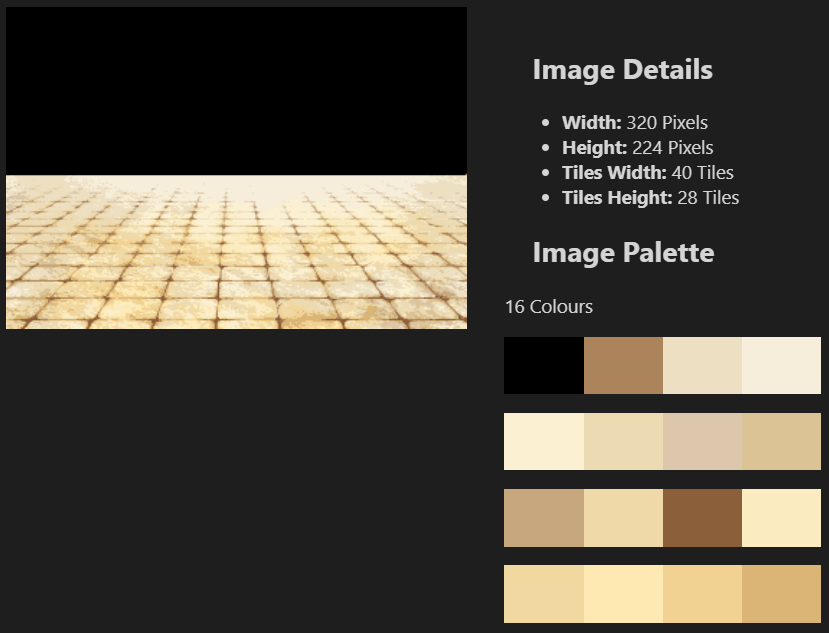 Image Details
Width: 320 Pixels
Height: 224 Pixels
Tiles Width: 40 Tiles
Tiles Height: 28 Tiles
Image Palette
16 Colours